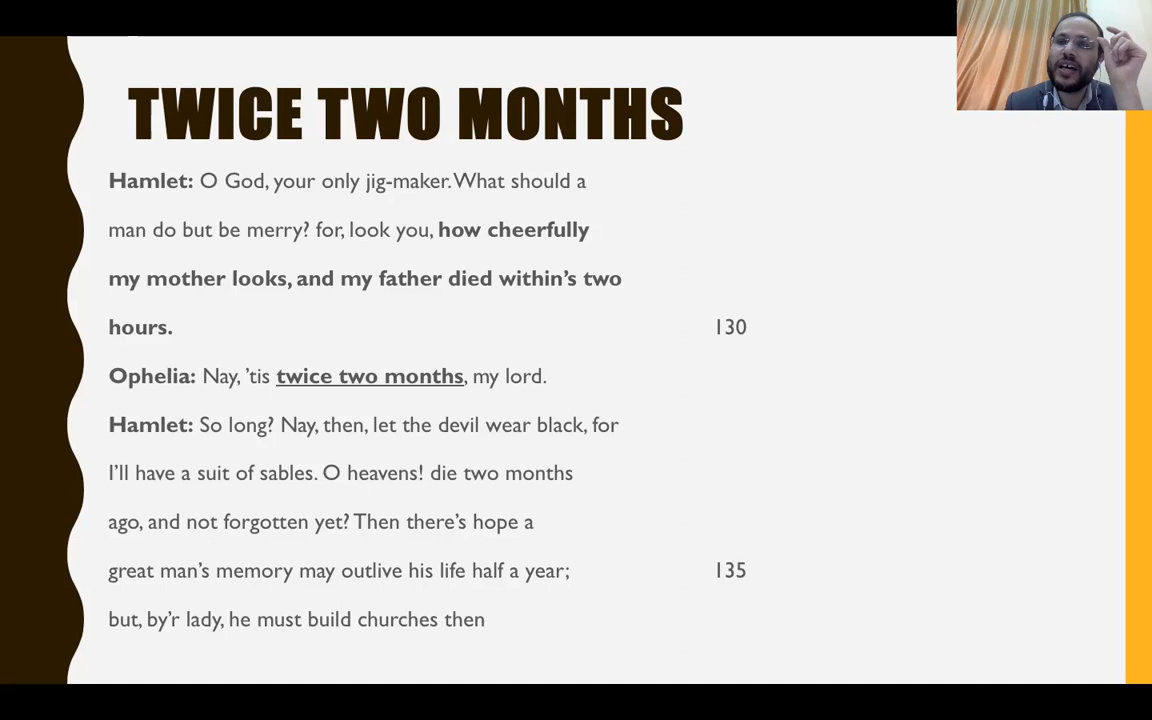 TWICE TWO MONTHS
Hamlet: O God, your only jig-maker. What should a
man do but be merry? for, look you, how cheerfully
my mother looks, and my father died within’s two
hours. 130
Ophelia: Nay, ’tis twice two months, my lord.
Hamlet: So long? Nay, then, let the devil wear black, for
I’ll have a suit of sables. O heavens! die two months
ago, and not forgotten yet? Then there’s hope a
great man’s memory may outlive his life half a year; 135
but, by’r lady, he must build churches then